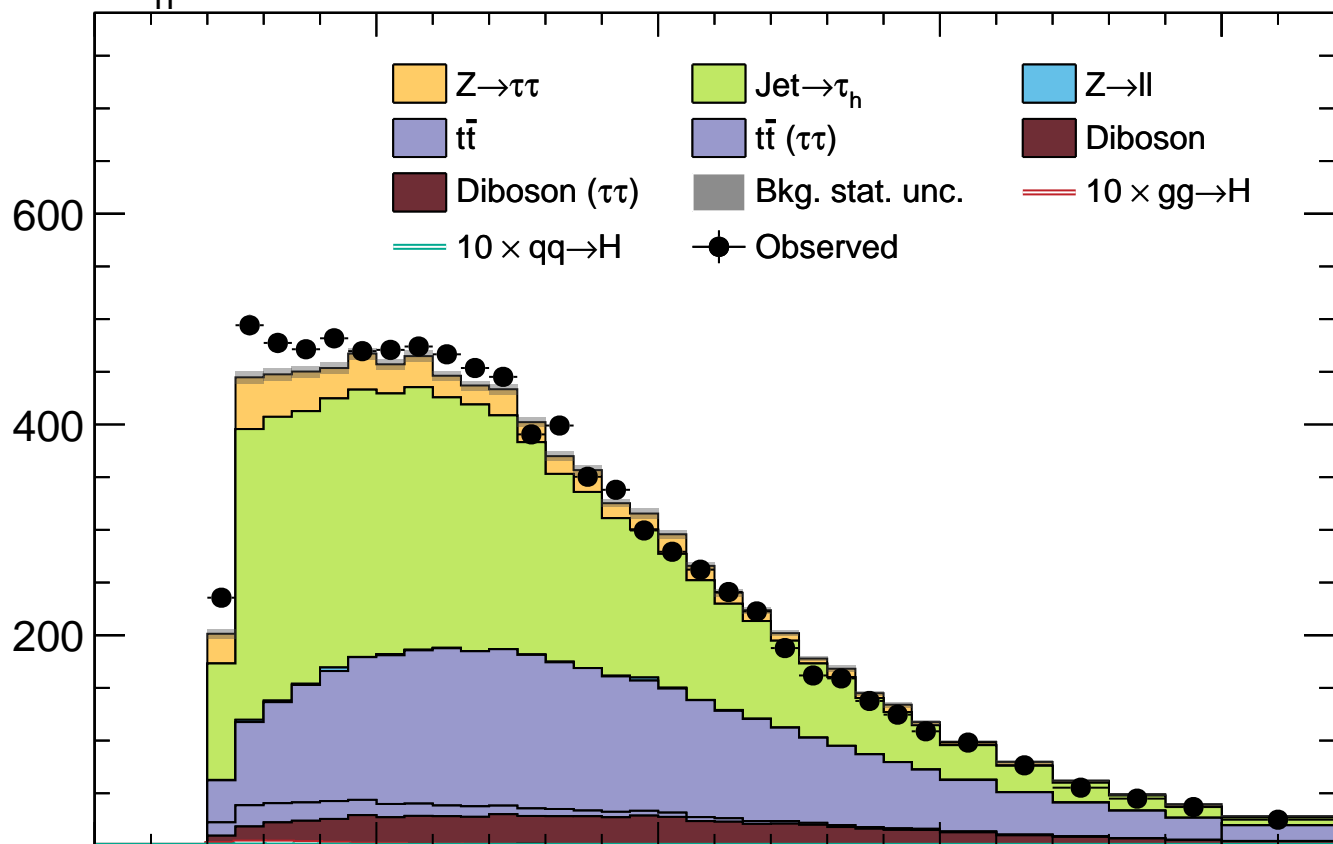 H
Z→ττ Jet→τh Z→ll
tt̄ tt̄ (ττ) Diboson
Diboson (ττ) Bkg. stat. unc. 10 × gg→H
10 × qq→H Observed
600
400
200